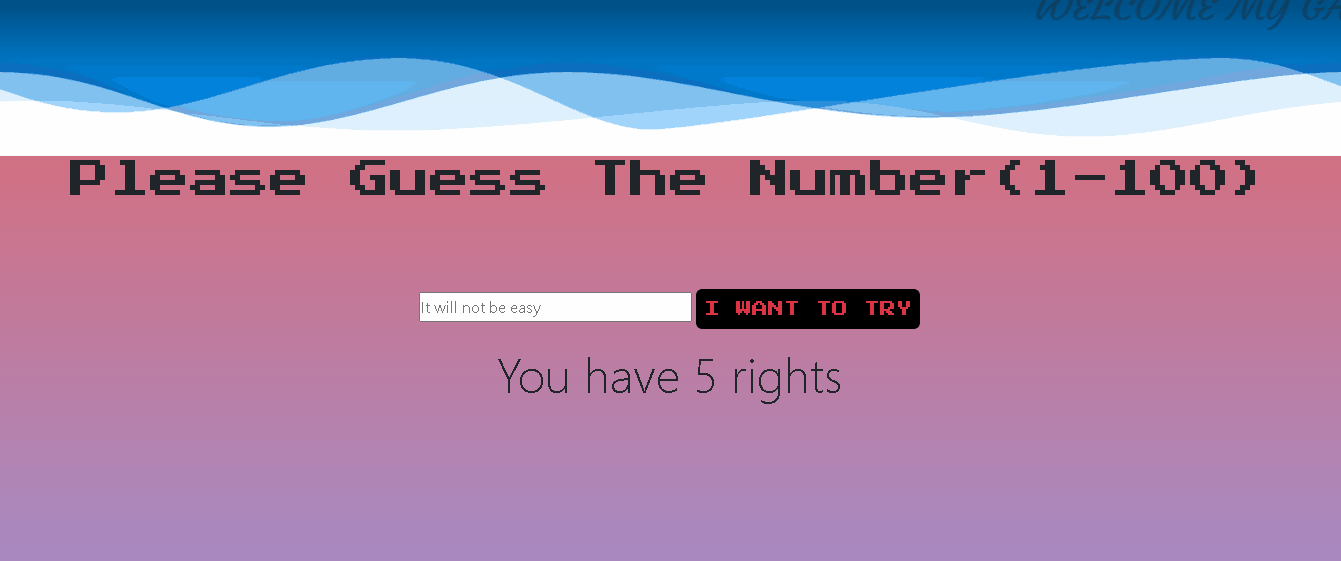 WELCOME My GA
Please Guess The Number(1-100)
It will not be easy
I WANT TO TRY
You have 5 rights